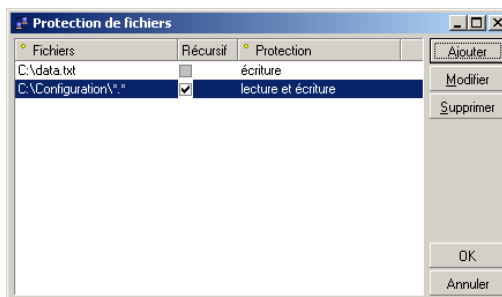 Protection de fichiers
Fichiers Récursif Protection Ajouter
C:\data.txt écriture Modifier
C:\Configuration\*.* lecture et écriture Supprimer
OK
Annuler